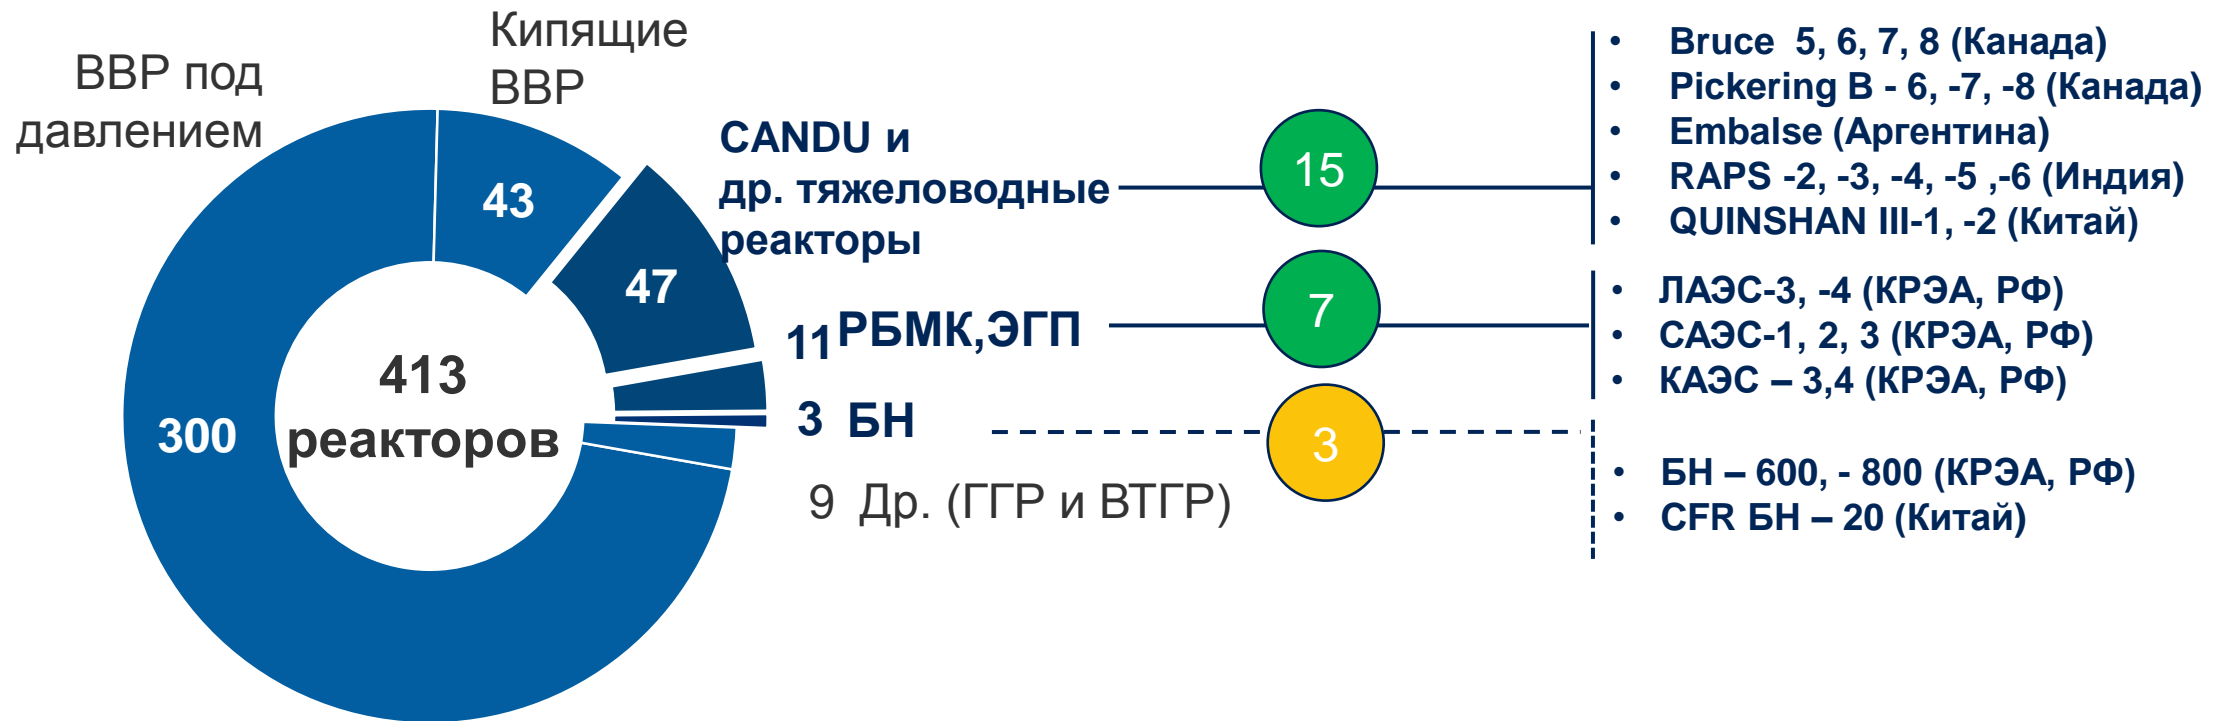 ВВР под
давлением
Кипящие
ВВР
43
47
300
413
реакторов
CANDU и
др. тяжеловодные
реакторы
11 РБМК,ЭГП
3 БН
9 Др. (ГГР и ВТГР)
15
7
3
• Bruce 5, 6, 7, 8 (Канада)
• Pickering B - 6, -7, -8 (Канада)
• Embalse (Аргентина)
• RAPS -2, -3, -4, -5 ,-6 (Индия)
• QUINSHAN III-1, -2 (Китай)
• ЛАЭС-3, -4 (КРЭА, РФ)
• САЭС-1, 2, 3 (КРЭА, РФ)
• КАЭС – 3,4 (КРЭА, РФ)
• БН – 600, - 800 (КРЭА, РФ)
• CFR БН – 20 (Китай)